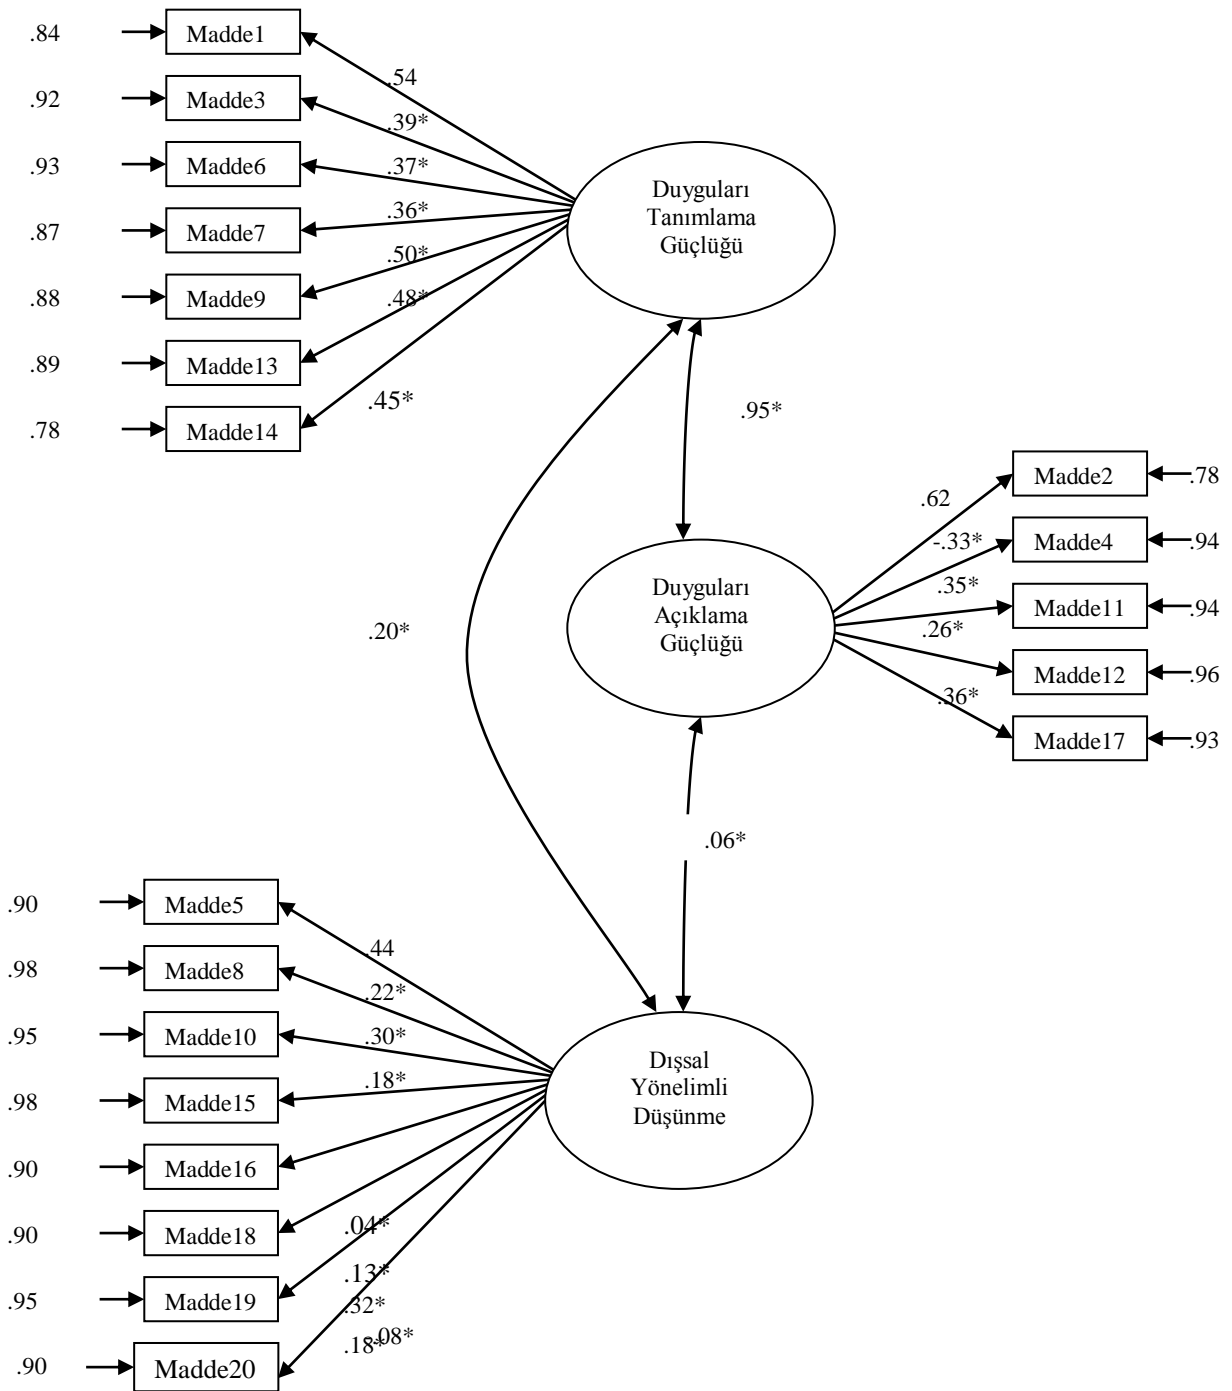 .84 Madde1 .54
.92 Madde3 .39*
.93 Madde6 .37*
.87 Madde7 .36*
.88 Madde9 .50*
.89 Madde13 .48*
.78 Madde14 .45*
Duyguları
Tanımlama
Güçlüğü
.95*
.20*
Duyguları
Açıklama
Güçlüğü
.62 Madde2 .78
-.33* Madde4 .94
.35* Madde11 .94
.26* Madde12 .96
.36* Madde17 .93
.06*
.90 Madde5 .44
.98 Madde8 .22*
.95 Madde10 .30*
.98 Madde15 .18*
.90 Madde16
.90 Madde18 .04*
.95 Madde19 .13*
.32*
.90 Madde20 .18* .08*
Dışsal
Yönelimli
Düşünme